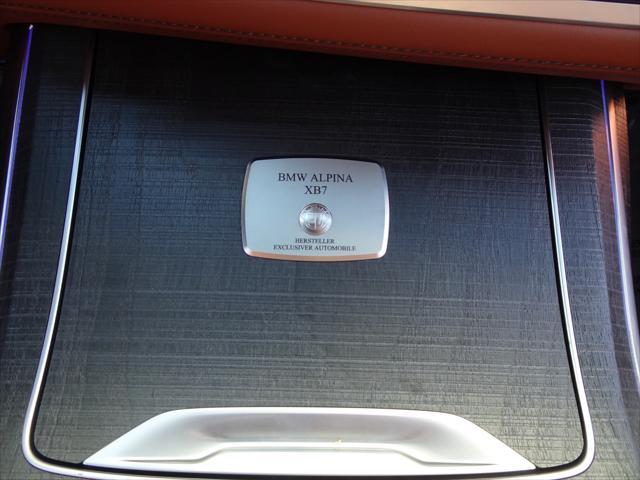 BMW ALPINA
XB7
HERSTELLER
EXCLUSIVER AUTOMOBILE